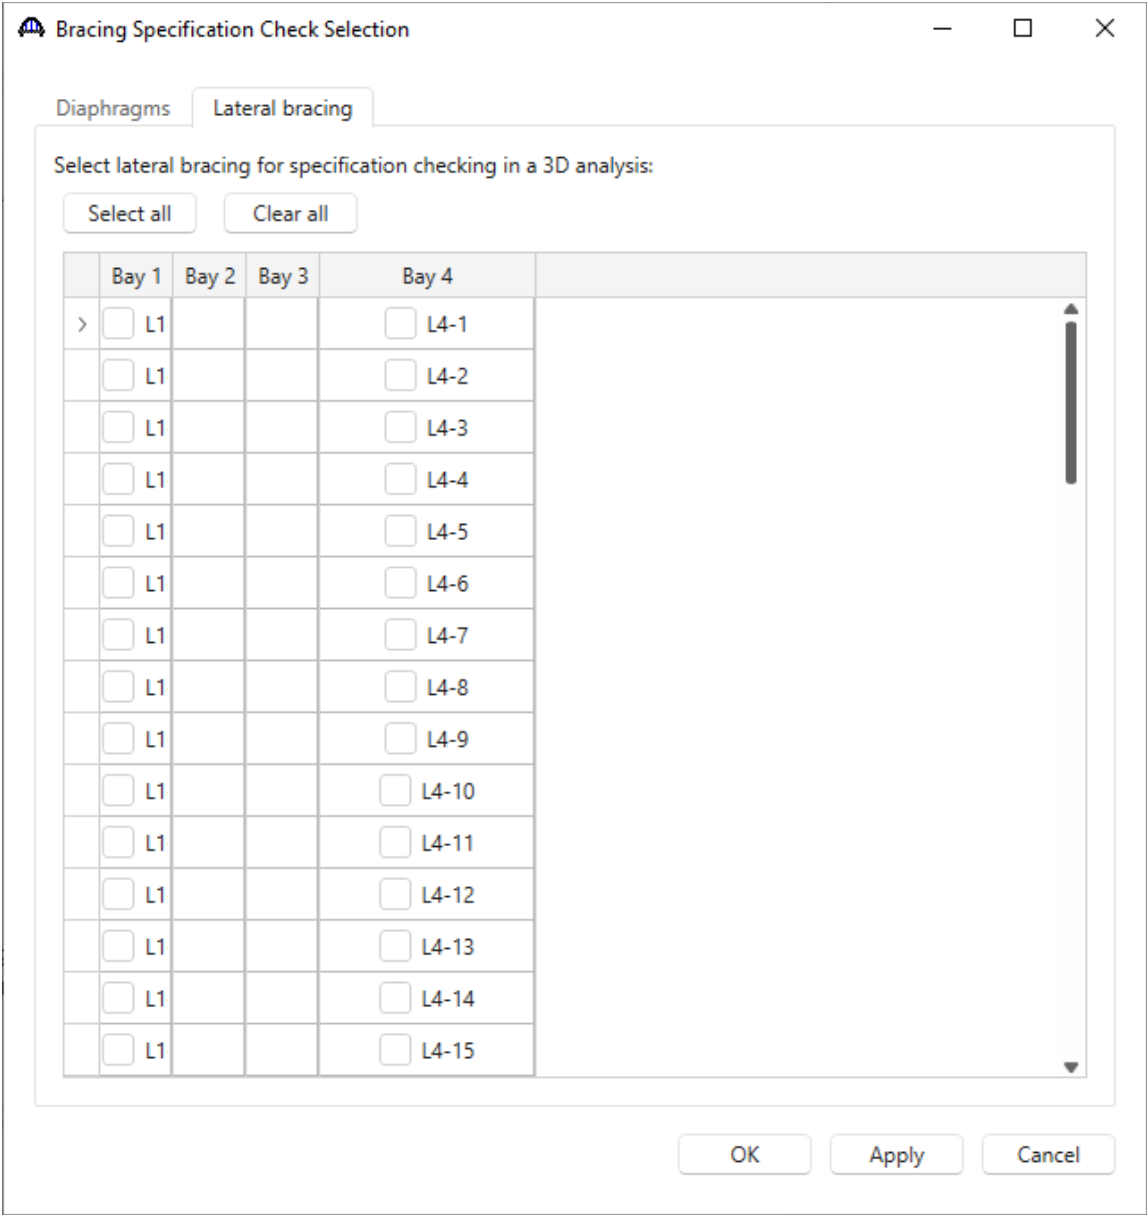 Bracing Specification Check Selection
Diaphragms Lateral bracing
Select lateral bracing for specification checking in a 3D analysis:
Select all Clear all
Bay 1 Bay 2 Bay 3 Bay 4
L1 L4-1
L1 L4-2
L1 L4-3
L1 L4-4
L1 L4-5
L1 L4-6
L1 L4-7
L1 L4-8
L1 L4-9
L1 L4-10
L1 L4-11
L1 L4-12
L1 L4-13
L1 L4-14
L1 L4-15
OK Apply Cancel